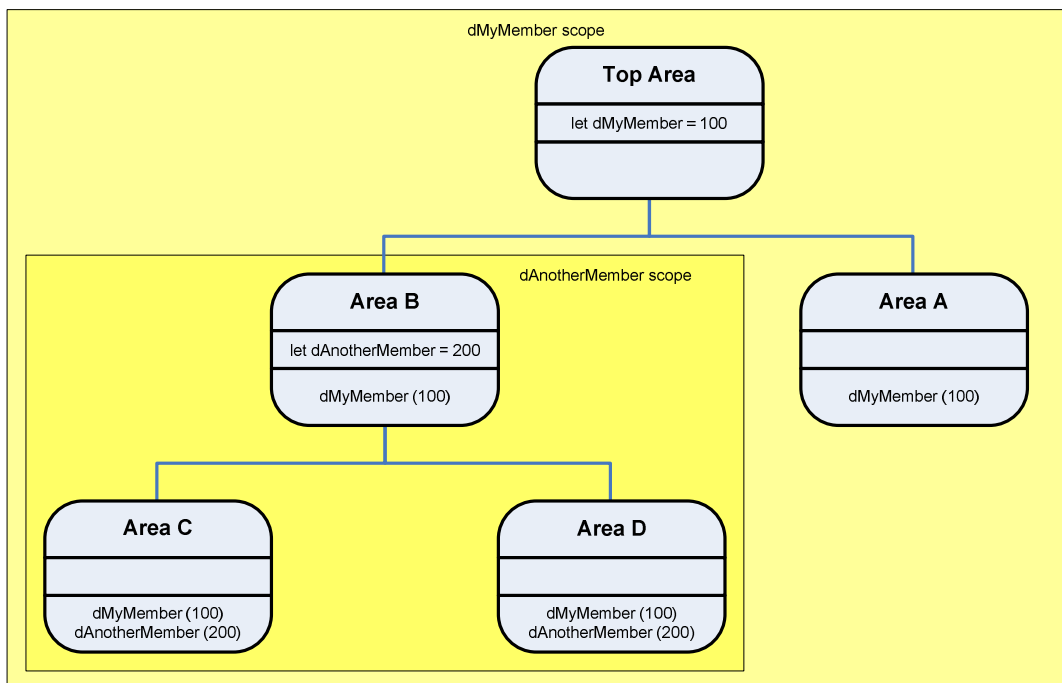 dMyMember scope
Top Area
let dMyMember = 100
dAnotherMember scope
Area B
let dAnotherMember = 200
dMyMember (100)
Area A
dMyMember (100)
Area C
dMyMember (100)
dAnotherMember (200)
Area D
dMyMember (100)
dAnotherMember (200)